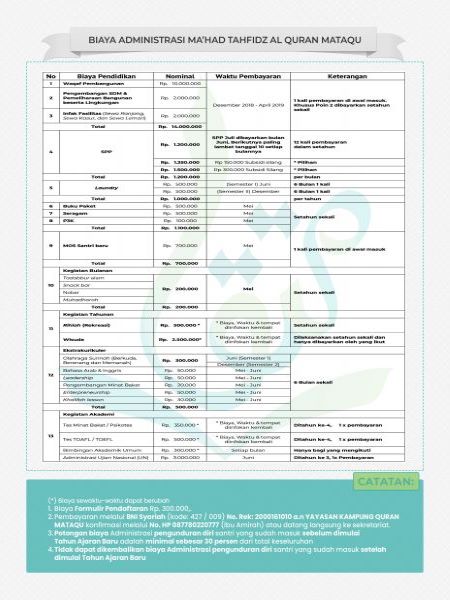 BIAYA ADMINISTRASI MA'HAD TAHFIDZ AL QURAN MATAQU
No Biaya Pendidikan Nominal Waktu Pembayaran Keterangan
1 Waqaf Pembangunan Rp. 10.000.000
2 Pengembangan SDM & Pemeliharaan Bangunan beserta Lingkungan Rp. 2.000.000 Desember 2018 - April 2019 1 kali pembayaran di awal masuk. Khusus Poin 2 dibayarkan setahun sekali
3 Infak Fasilitas (Sewa Ranjang, Sewa Kasur, dan Sewa Lemari) Rp. 2.000.000
Total Rp. 14.000.000
4 SPP Rp. 1.200.000 SPP Juli dibayarkan bulan Juni, Berikutnya paling lambat tanggal 10 setiap bulannya 12 kali pembayaran dalam setahun
Rp. 1.350.000 Rp 150.000 Subsidi silang * Pilihan
Rp. 1.500.000 Rp 300.000 Subsidi Silang * Pilihan
Total Rp. 1.200.000 per bulan
5 Laundry Rp. 500.000 (Semester I) Juni 6 Bulan 1 kali
Rp. 500.000 (Semester II) Desember 6 Bulan 1 kali
Total Rp. 1.000.000 per tahun
6 Buku Paket Rp. 500.000 Mei
7 Seragam Rp. 500.000 Mei Setahun sekali
8 P3K Rp. 100.000 Mei
Total Rp. 1.100.000
9 MOS Santri baru Rp. 700.000 Mei 1 kali pembayaran di awal masuk
Total Rp. 700.000
Kegiatan Bulanan
10 Tadabbur alam
Snack bar
Nobar Rp. 200.000 Mei Setahun sekali
Muhadharah
Total Rp. 200.000
Kegiatan Tahunan
11 Rihlah (Rekreasi) Rp. 500.000* * Biaya, Waktu & tempat dirifskan kembali Setahun sekali
Wisuda Rp. 2.500.000* * Biaya, Waktu & tempat dirifskan kembali Dilaksanakan setahun sekali dan hanya dibayarkan oleh yang ikut
Ekstrakurikuler
12 Olahraga Sunnah (Berkuda, Berenang dan Memanah) Rp. 300.000 Juni (Semester 1)
Desember (Semester 2)
Bahasa Arab & Inggris Rp. 50.000 Mei - Juni
Leadership Rp. 50.000 Mei - Juni 6 Bulan sekali
Pengembangan Minat Bakat Rp. 30.000 Mei - Juni
Enterpreneurship Rp. 50.000 Mei - Juni
Khatibah lesson Rp. 30.000 Mei - Juni
Total Rp. 500.000
Kegiatan Akademi
13 Tes Minat Bakat / Psikotes Rp. 350.000 * * Biaya, Waktu & tempat dirifskan kembali Ditahun ke-4, 1 x pembayaran
Tes TOAFL / TOEFL Rp. 500.000 * * Biaya, Waktu & tempat dirifskan kembali Ditahun ke-4, 1 x pembayaran
Bimbingan Akademik Umum Rp. 300.000 * Setiap bulan Hanya bagi yang mengikuti
Administrasi Ujian Nasional (UN) Rp. 3.000.000 Juni Ditahun ke 3, 1x Pembayaran
CATATAN:
(*) Biaya sewaktu-waktu dapat berubah
1. Biaya Formulir Pendaftaran Rp. 300.000,.
2. Pembayaran melalui BNI Syariah (kode: 427 / 009) No. Rek: 2000161010 a.n YAYASAN KAMPUNG QURAN
MATAQU konfirmasi melalui No. HP 087780220777 (Ibu Amirah) atau datang langsung ke sekretariat.
3. Potongan biaya Administrasi pengunduran diri santri yang sudah masuk sebelum dimulai
Tahun Ajaran Baru adalah minimal sebesar 30 persen dari total keseluruhan
4. Tidak dapat dikembalikan biaya Administrasi pengunduran diri santri yang sudah masuk setelah
dimulai Tahun Ajaran Baru